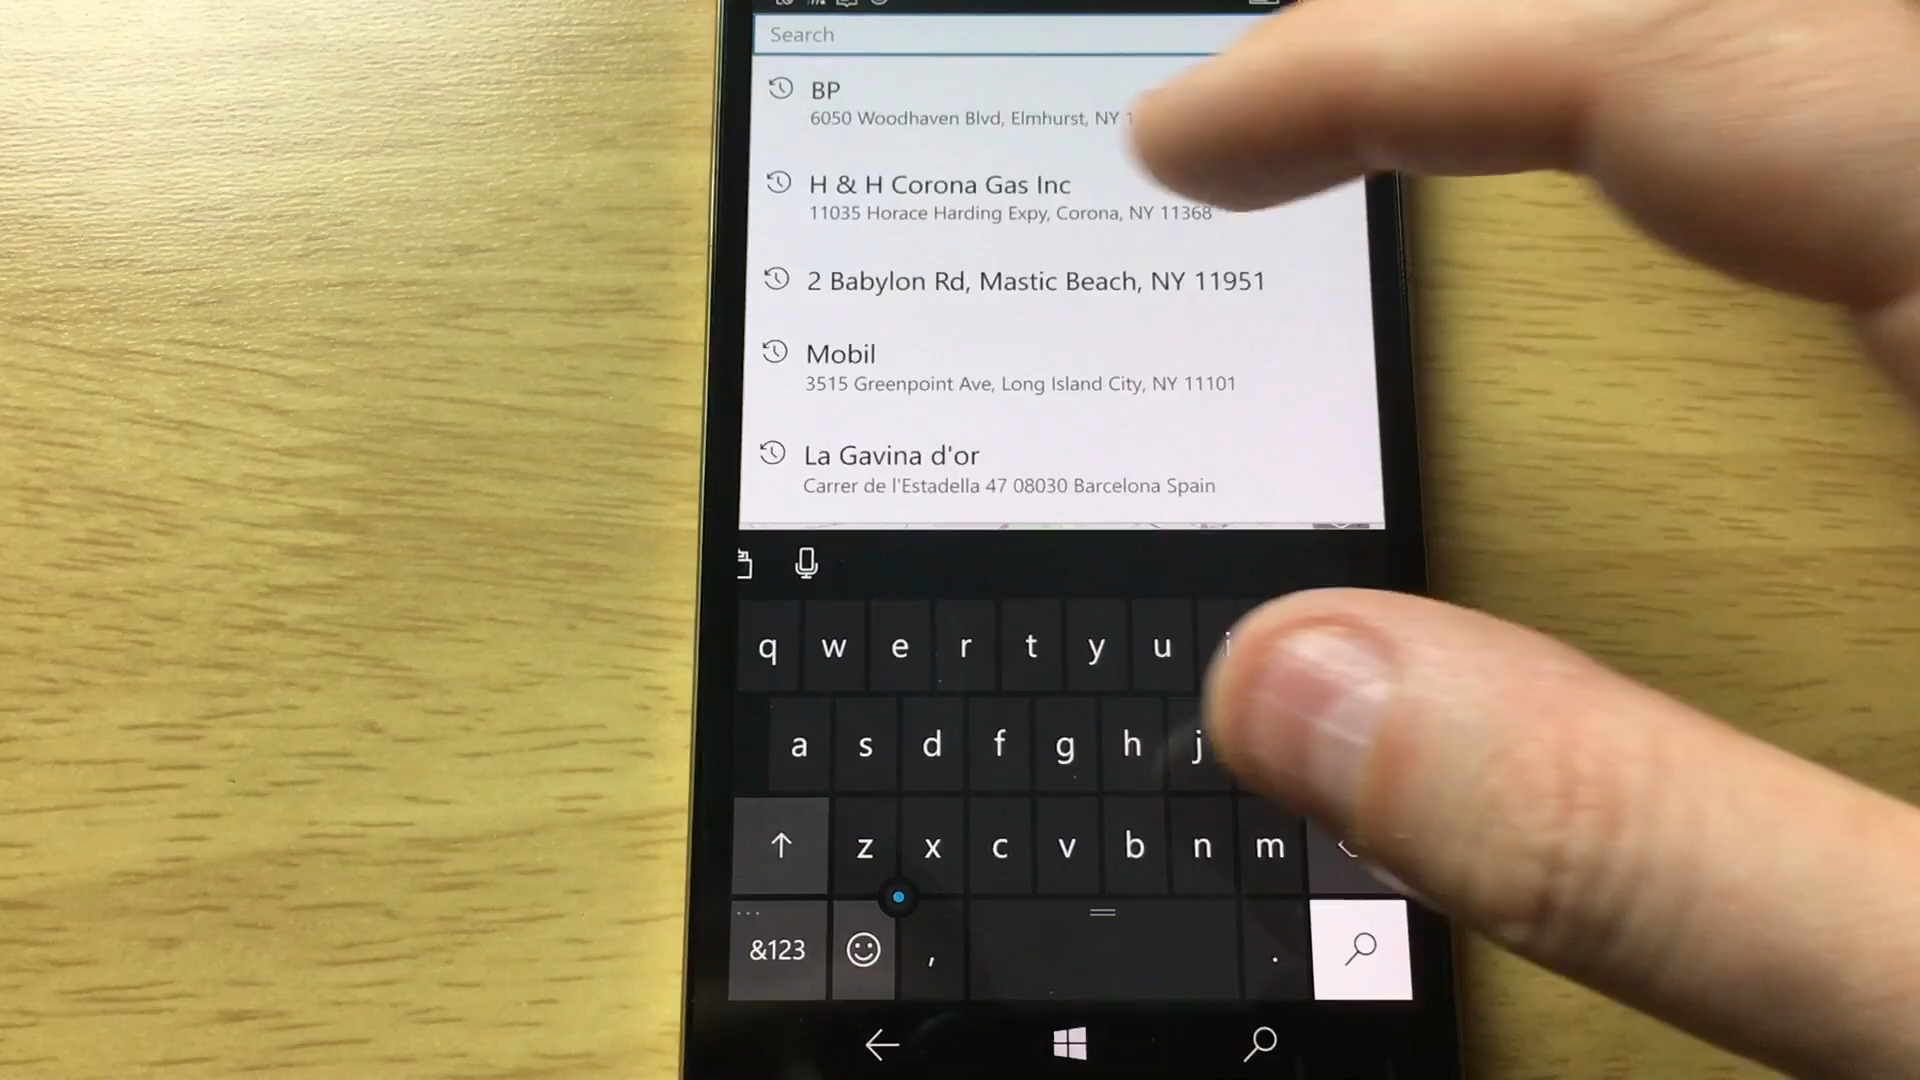 Search
BP
6050 Woodhaven Blvd, Elmhurst, NY 1
H & H Corona Gas Inc
11035 Horace Harding Expy, Corona, NY 11368
2 Babylon Rd, Mastic Beach, NY 11951
Mobil
3515 Greenpoint Ave, Long Island City, NY 11101
La Gavina d'or
Carrer de l'Estadella 47 08030 Barcelona Spain
q w e r t y u i
a s d f g h j
z x c v b n m
&123 , .